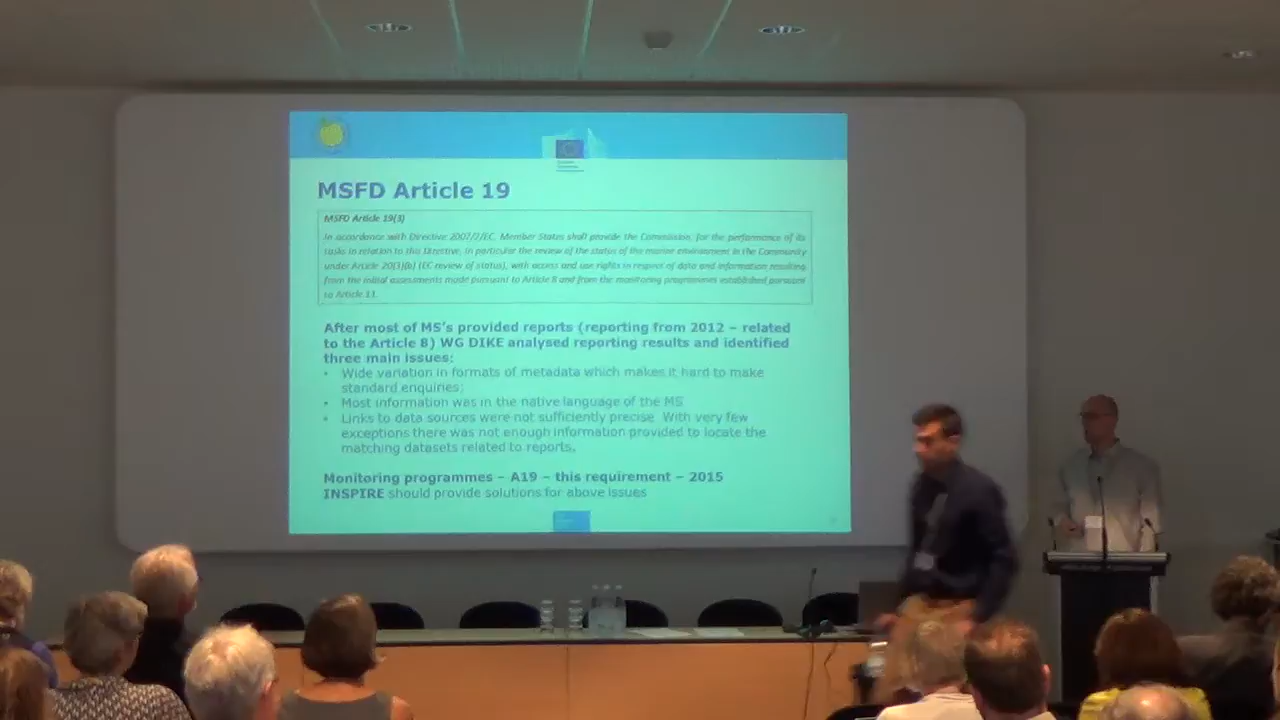 MSFD Article 19
MSFD Article 19(3)
In accordance with Directive 2007/2/EC, Member States shall provide the Commission, for the performance of its
tasks in relation to this Directive, in particular the review of the status of the marine environment in the Community
under Article 20(3)(b) (EC review of status), with access and use rights in respect of data and information resulting
from the initial assessments made pursuant to Article 8 and from the monitoring programmes established pursuant
to Article 11.
After most of MS's provided reports (reporting from 2012 – related
to the Article 8) WG DIKE analysed reporting results and identified
three main issues:
• Wide variation in formats of metadata which makes it hard to make
standard enquiries;
• Most information was in the native language of the MS
• Links to data sources were not sufficiently precise. With very few
exceptions there was not enough information provided to locate the
matching datasets related to reports.
Monitoring programmes – A19 – this requirement – 2015
INSPIRE should provide solutions for above issues